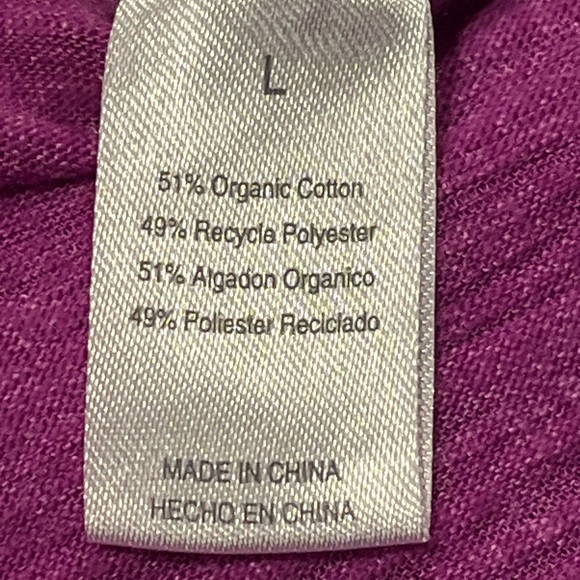 L
51% Organic Cotton
49% Recycle Polyester
51% Algadon Organico
49% Poliester Reciclado
MADE IN CHINA
HECHO EN CHINA